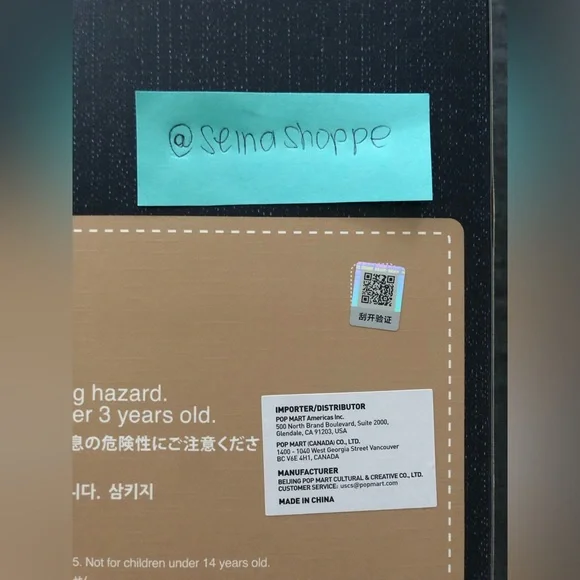 @seinashoppe
刮开验证
g hazard.
er 3 years old.
息の危険性にご注意くださ
니다. 삼키지
IMPORTER/DISTRIBUTOR
POP MART Americas Inc.
500 North Brand Boulevard, Suite 2000,
Glendale, CA 91203, USA
POP MART (CANADA) CO., LTD.
1400 - 1040 West Georgia Street Vancouver
BC V6E 4H1, CANADA
MANUFACTURER
BEIJING POP MART CULTURAL & CREATIVE CO., LTD.
CUSTOMER SERVICE: uscs@popmart.com
MADE IN CHINA
5. Not for children under 14 years old.